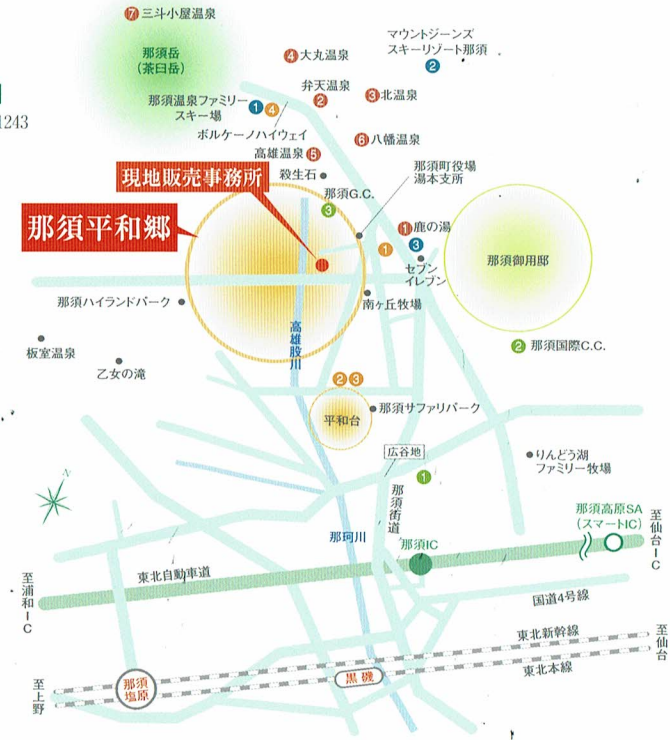 ⑦三斗小屋温泉
マウントジーンズ
スキーリゾート那須
②
那須岳
(茶臼岳)
④大丸温泉
弁天温泉
②
③北温泉
那須温泉ファミリー
スキー場
①④
1243
ボルケーノハイウェイ
⑥八幡温泉
高雄温泉⑤
現地販売事務所
殺生石
那須町役場
湯本支所
那須G.C.
③
那須平和郷
①鹿の湯
①③
セブン
イレブン
那須御用邸
那須ハイランドパーク
南ヶ丘牧場
高雄股川
板室温泉
乙女の滝
②那須国際C.C.
②③
平和台
那須サファリパーク
広谷地
りんどう湖
ファミリー牧場
①
N
那須街道
那須高原SA
(スマートIC)
至仙台IC
那珂川
那須IC
東北自動車道
至浦和IC
国道4号線
東北新幹線
至仙台
東北本線
至上野
那須
塩原
黒磯